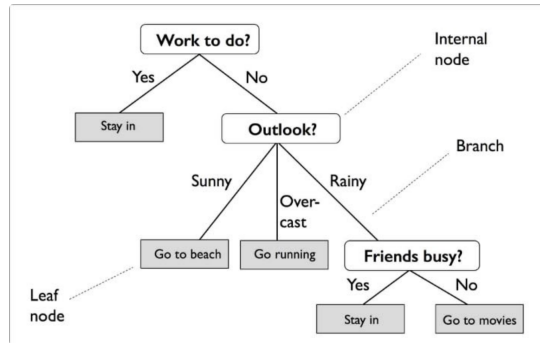 Work to do?
Internal
node
Yes
No
Stay in
Outlook?
Branch
Sunny
Over-
cast
Rainy
Go to beach
Go running
Friends busy?
Leaf
node
Yes
No
Stay in
Go to movies